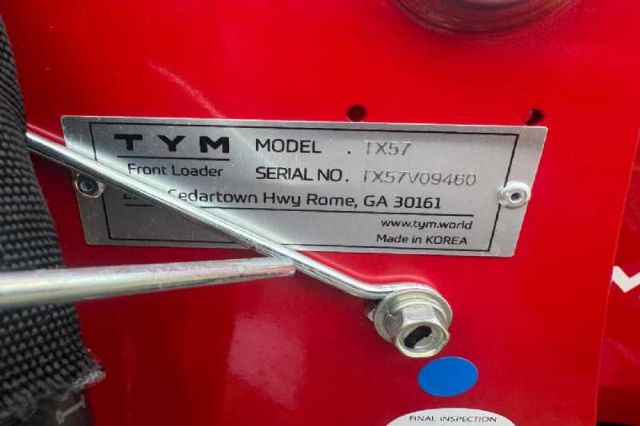 TYM MODEL . TX57
Front Loader SERIAL NO. TX57V09460
Cedartown Hwy Rome, GA 30161
www.tym.world
Made in KOREA
FINAL INSPECTION